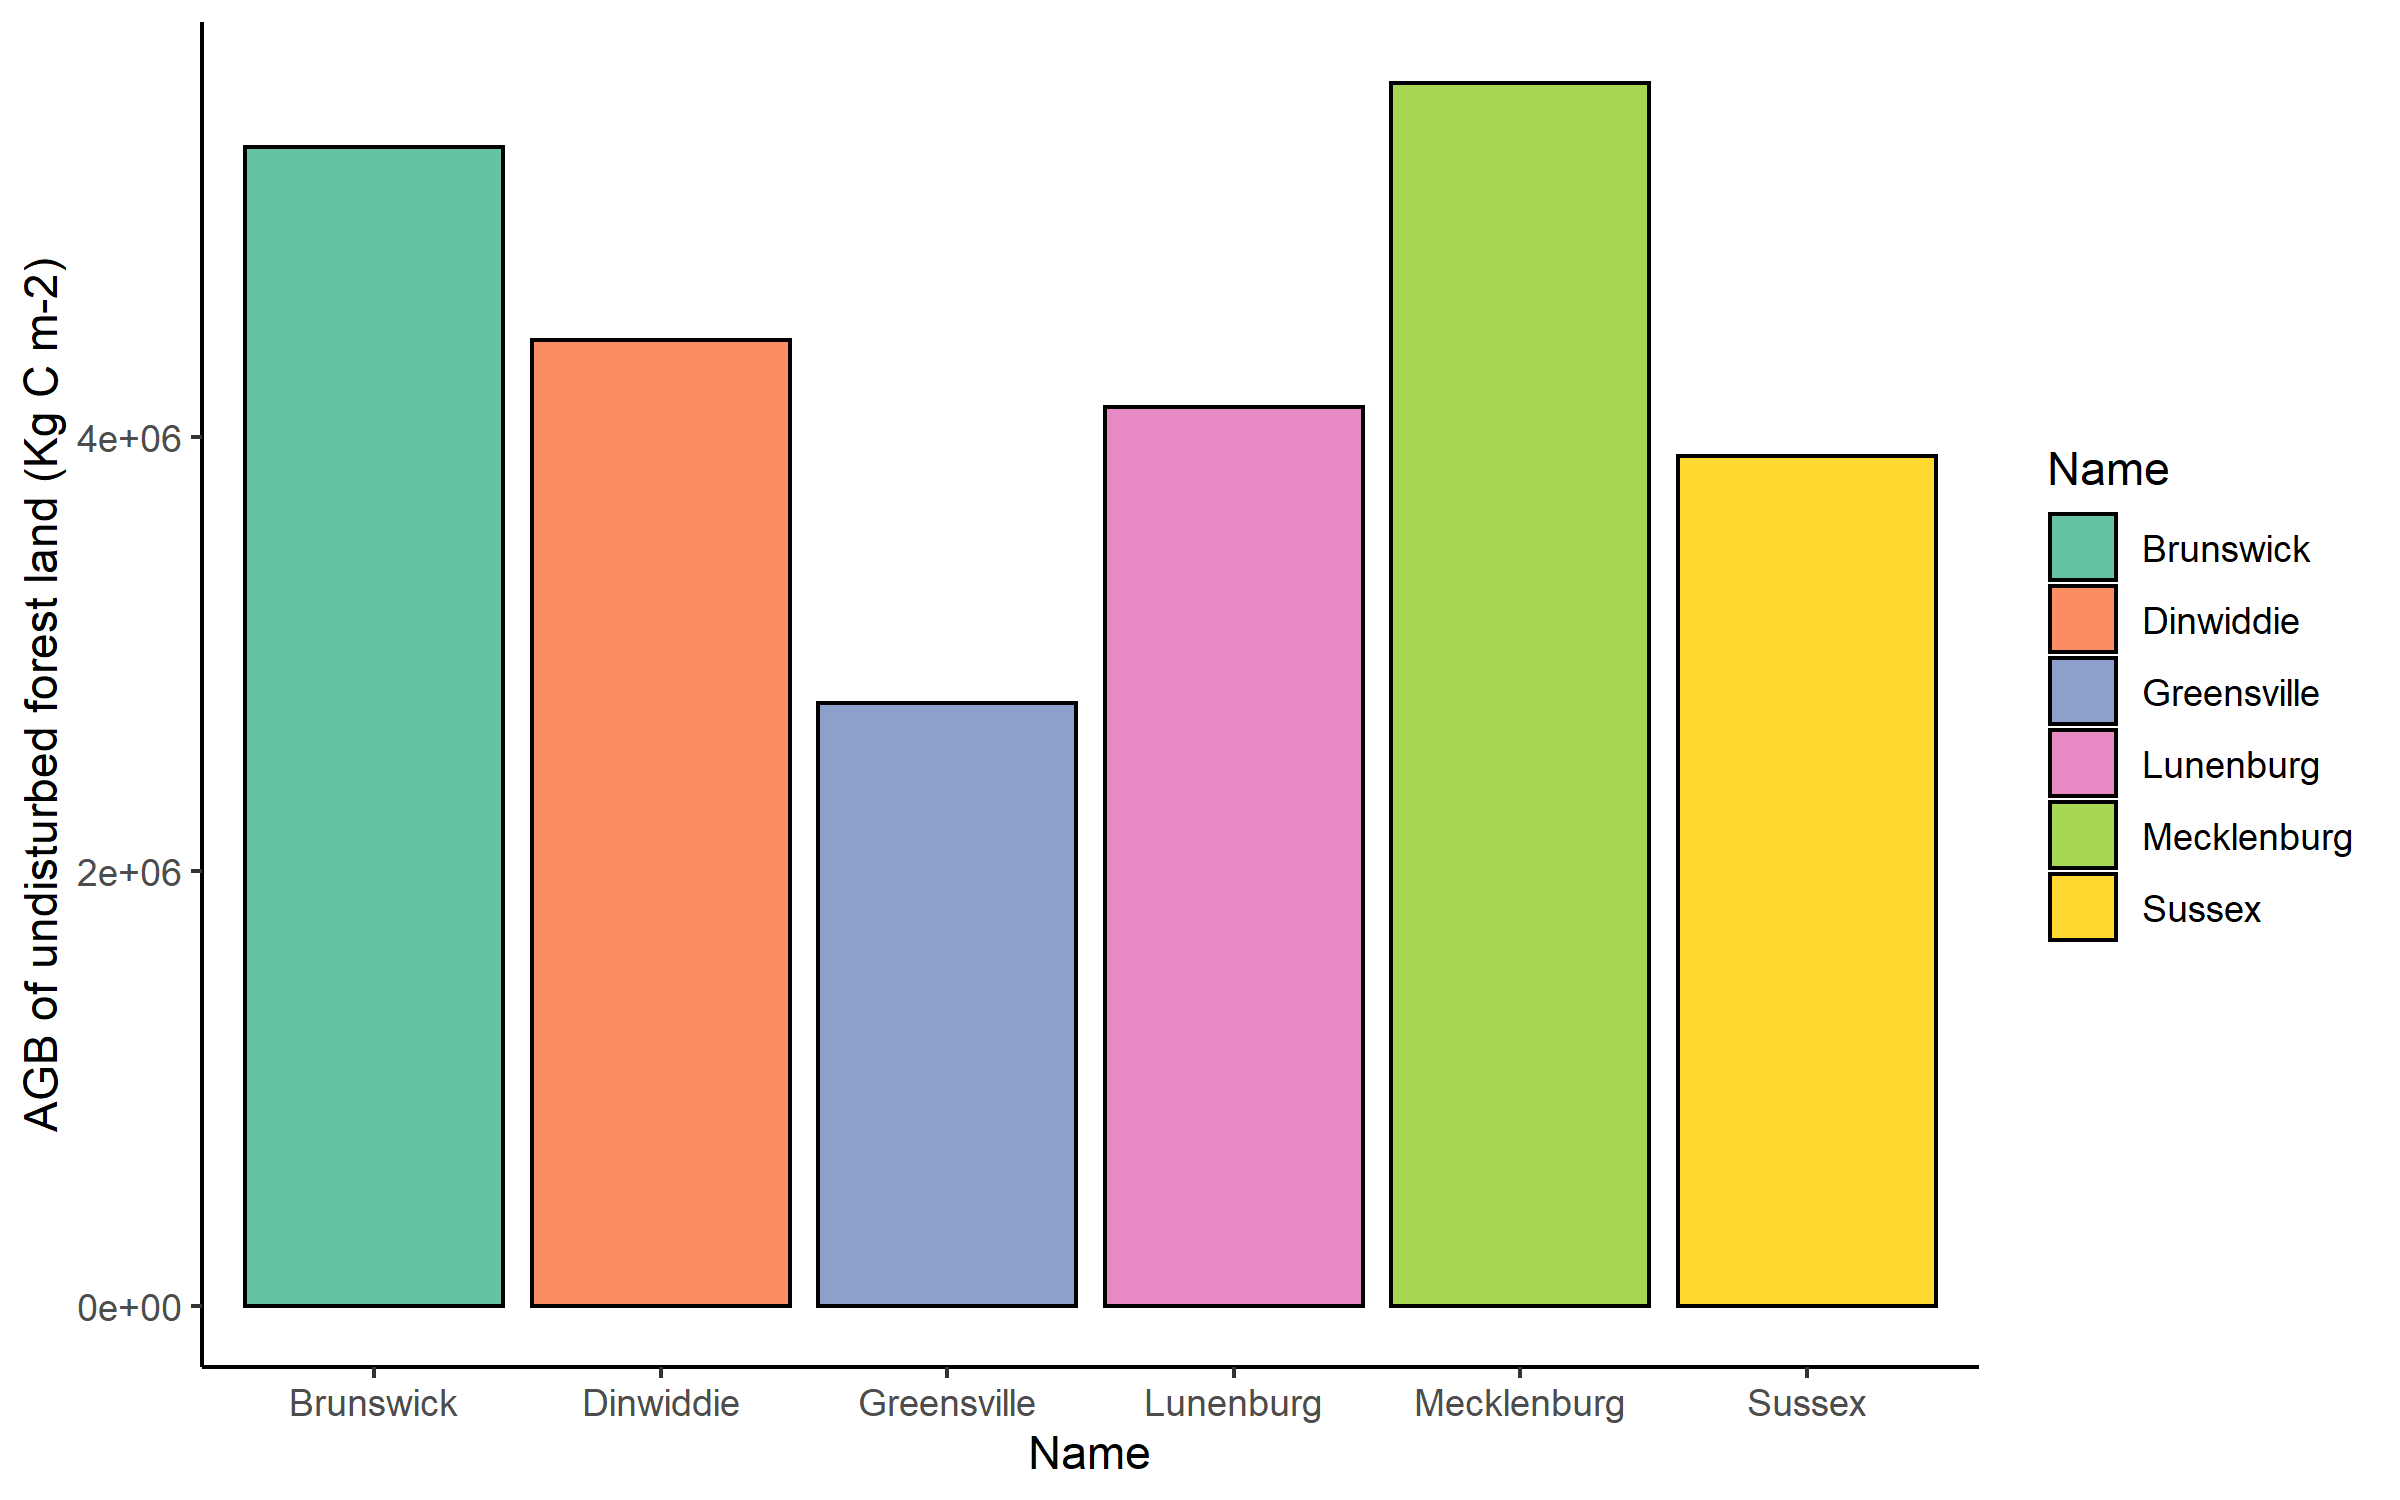 AGB of undisturbed forest land (Kg C m-2)
4e+06
2e+06
0e+00
Brunswick
Dinwiddie
Greensville
Lunenburg
Mecklenburg
Sussex
Name
Name
Brunswick
Dinwiddie
Greensville
Lunenburg
Mecklenburg
Sussex